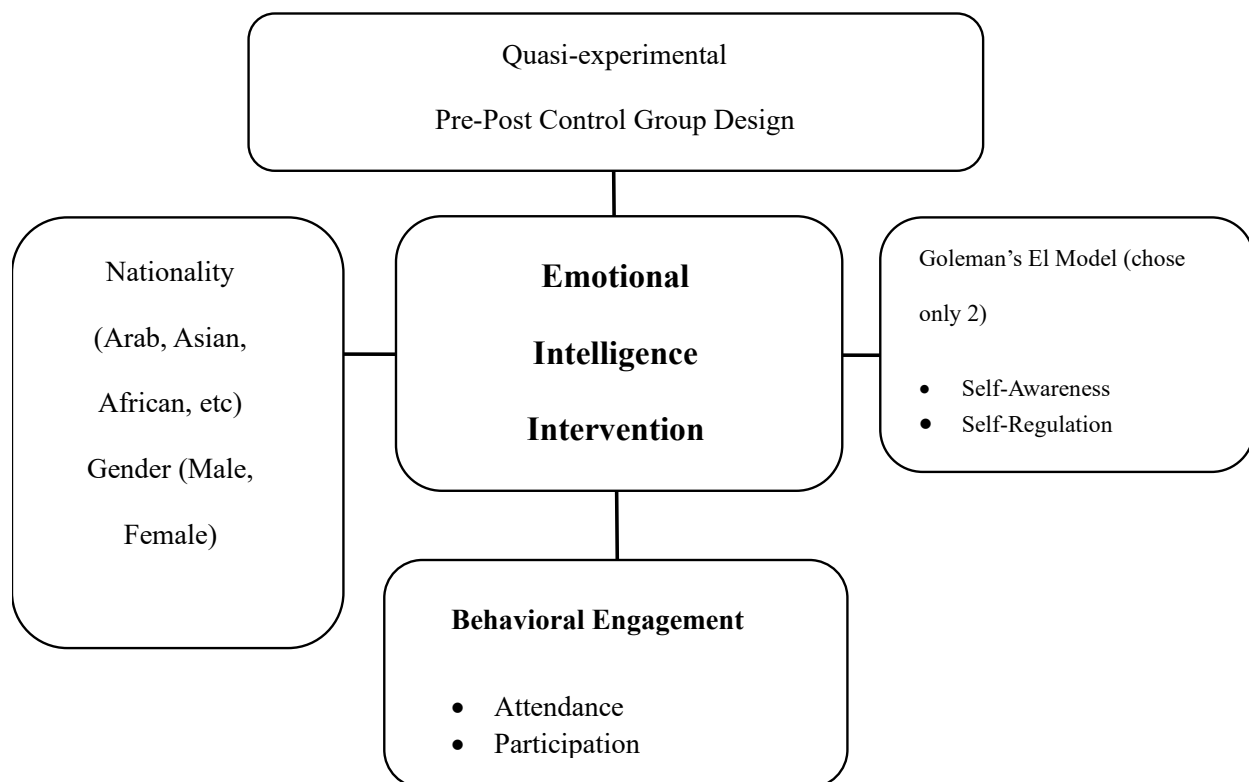 Quasi-experimental
Pre-Post Control Group Design
Nationality
(Arab, Asian,
African, etc)
Gender (Male,
Female)
Emotional
Intelligence
Intervention
Goleman’s El Model (chose
only 2)
• Self-Awareness
• Self-Regulation
Behavioral Engagement
• Attendance
• Participation